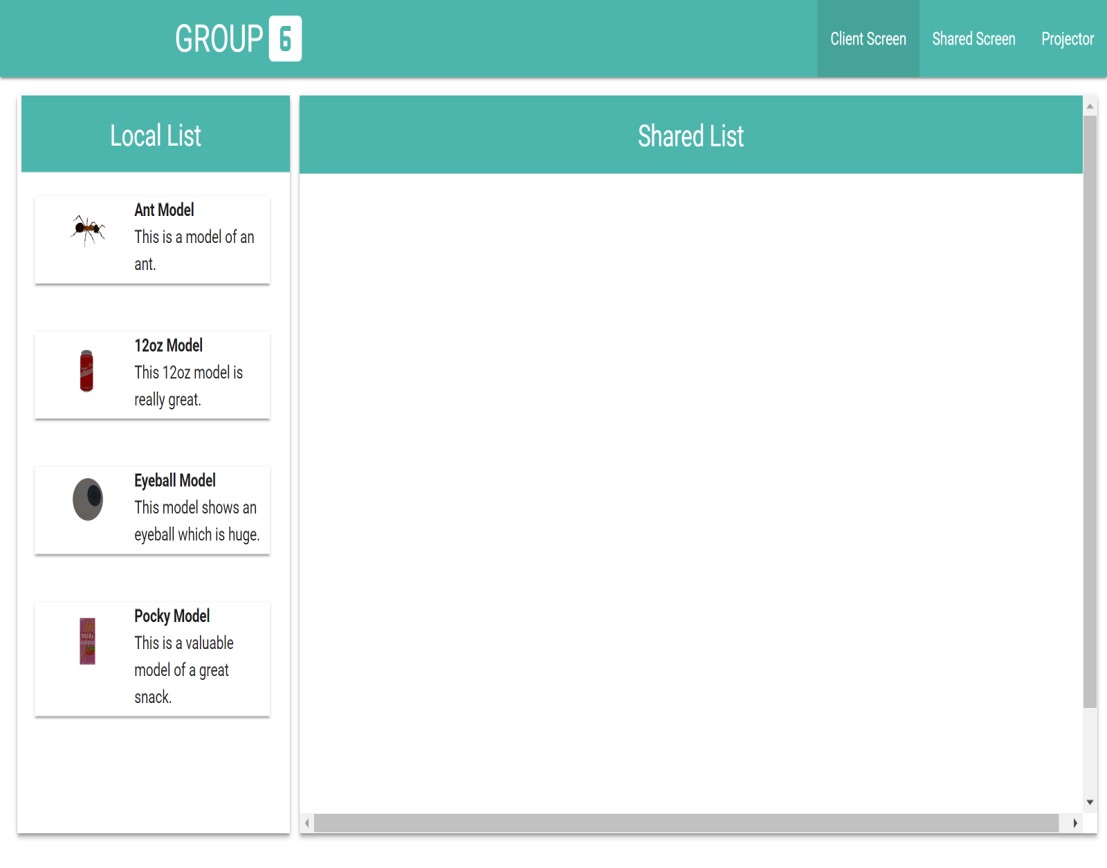 GROUP 6
Client Screen
Shared Screen
Projector
Local List
Shared List
Ant Model
This is a model of an
ant.
12oz Model
This 12oz model is
really great.
Eyeball Model
This model shows an
eyeball which is huge.
Pocky Model
This is a valuable
model of a great
snack.